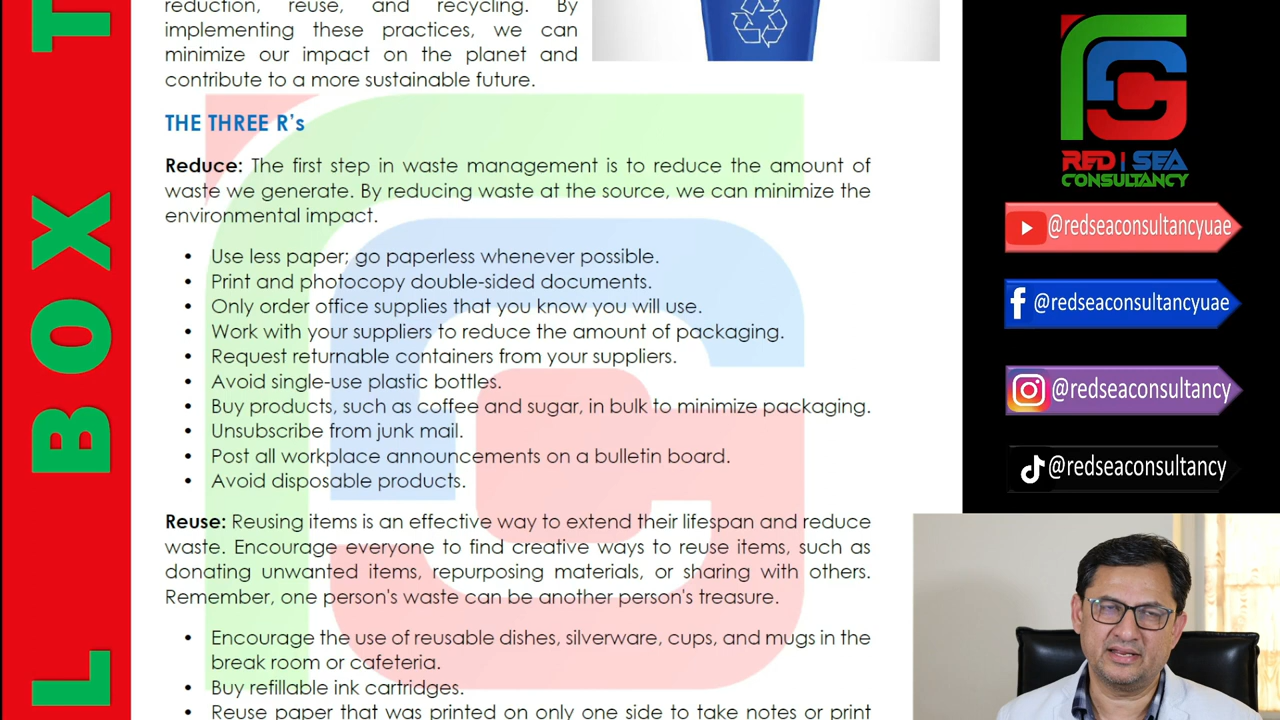 L BOX T
reduction, reuse, and recycling. By
implementing these practices, we can
minimize our impact on the planet and
contribute to a more sustainable future.
THE THREE R’s
Reduce: The first step in waste management is to reduce the amount of
waste we generate. By reducing waste at the source, we can minimize the
environmental impact.
• Use less paper; go paperless whenever possible.
• Print and photocopy double-sided documents.
• Only order office supplies that you know you will use.
• Work with your suppliers to reduce the amount of packaging.
• Request returnable containers from your suppliers.
• Avoid single-use plastic bottles.
• Buy products, such as coffee and sugar, in bulk to minimize packaging.
• Unsubscribe from junk mail.
• Post all workplace announcements on a bulletin board.
• Avoid disposable products.
Reuse: Reusing items is an effective way to extend their lifespan and reduce
waste. Encourage everyone to find creative ways to reuse items, such as
donating unwanted items, repurposing materials, or sharing with others.
Remember, one person's waste can be another person's treasure.
• Encourage the use of reusable dishes, silverware, cups, and mugs in the
break room or cafeteria.
• Buy refillable ink cartridges.
• Reuse paper that was printed on only one side to take notes or print
RED SEA
CONSULTANCY
@redseaconsultancyuae
@redseaconsultancyuae
@redseaconsultancy
@redseaconsultancy